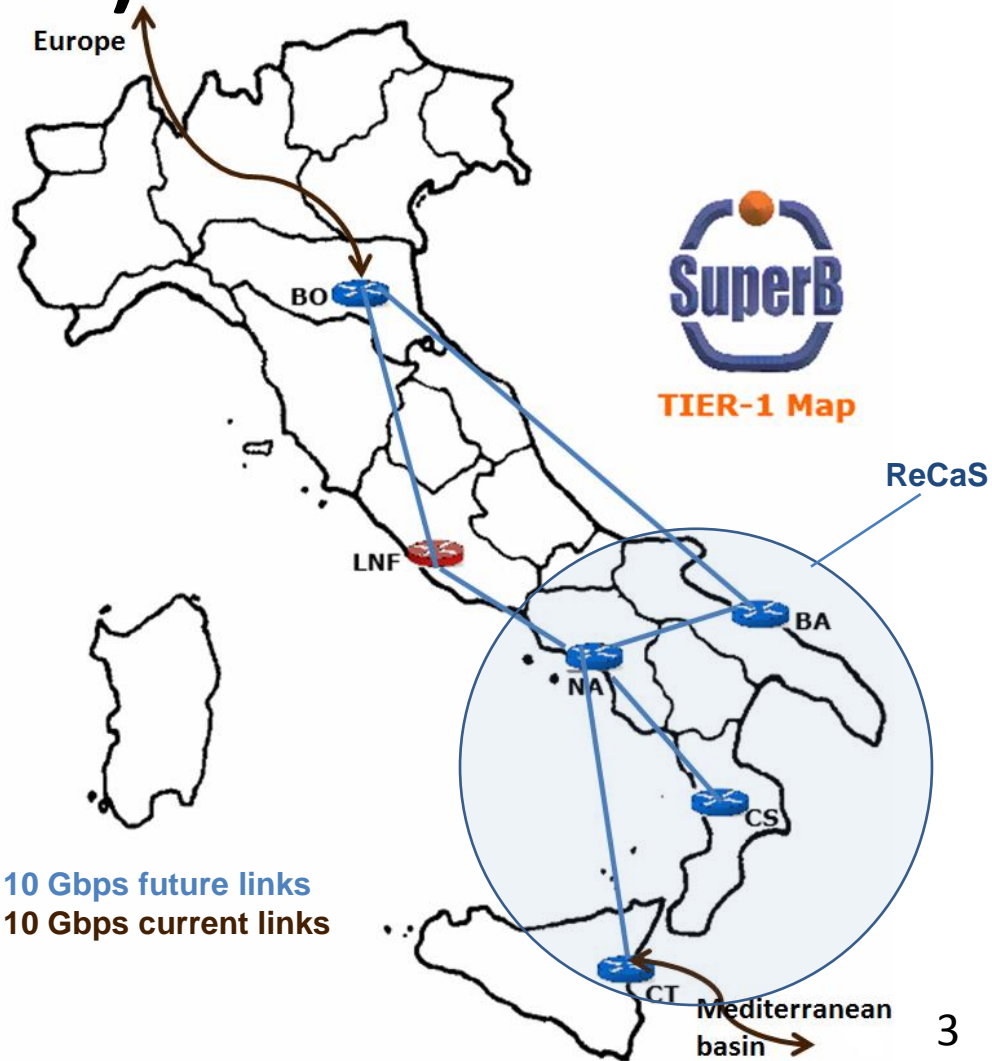 Europe
BO
SuperB
TIER-1 Map
ReCaS
LNF
BA
NA
CS
10 Gbps future links
10 Gbps current links
CT
Mediterranean
basin
3